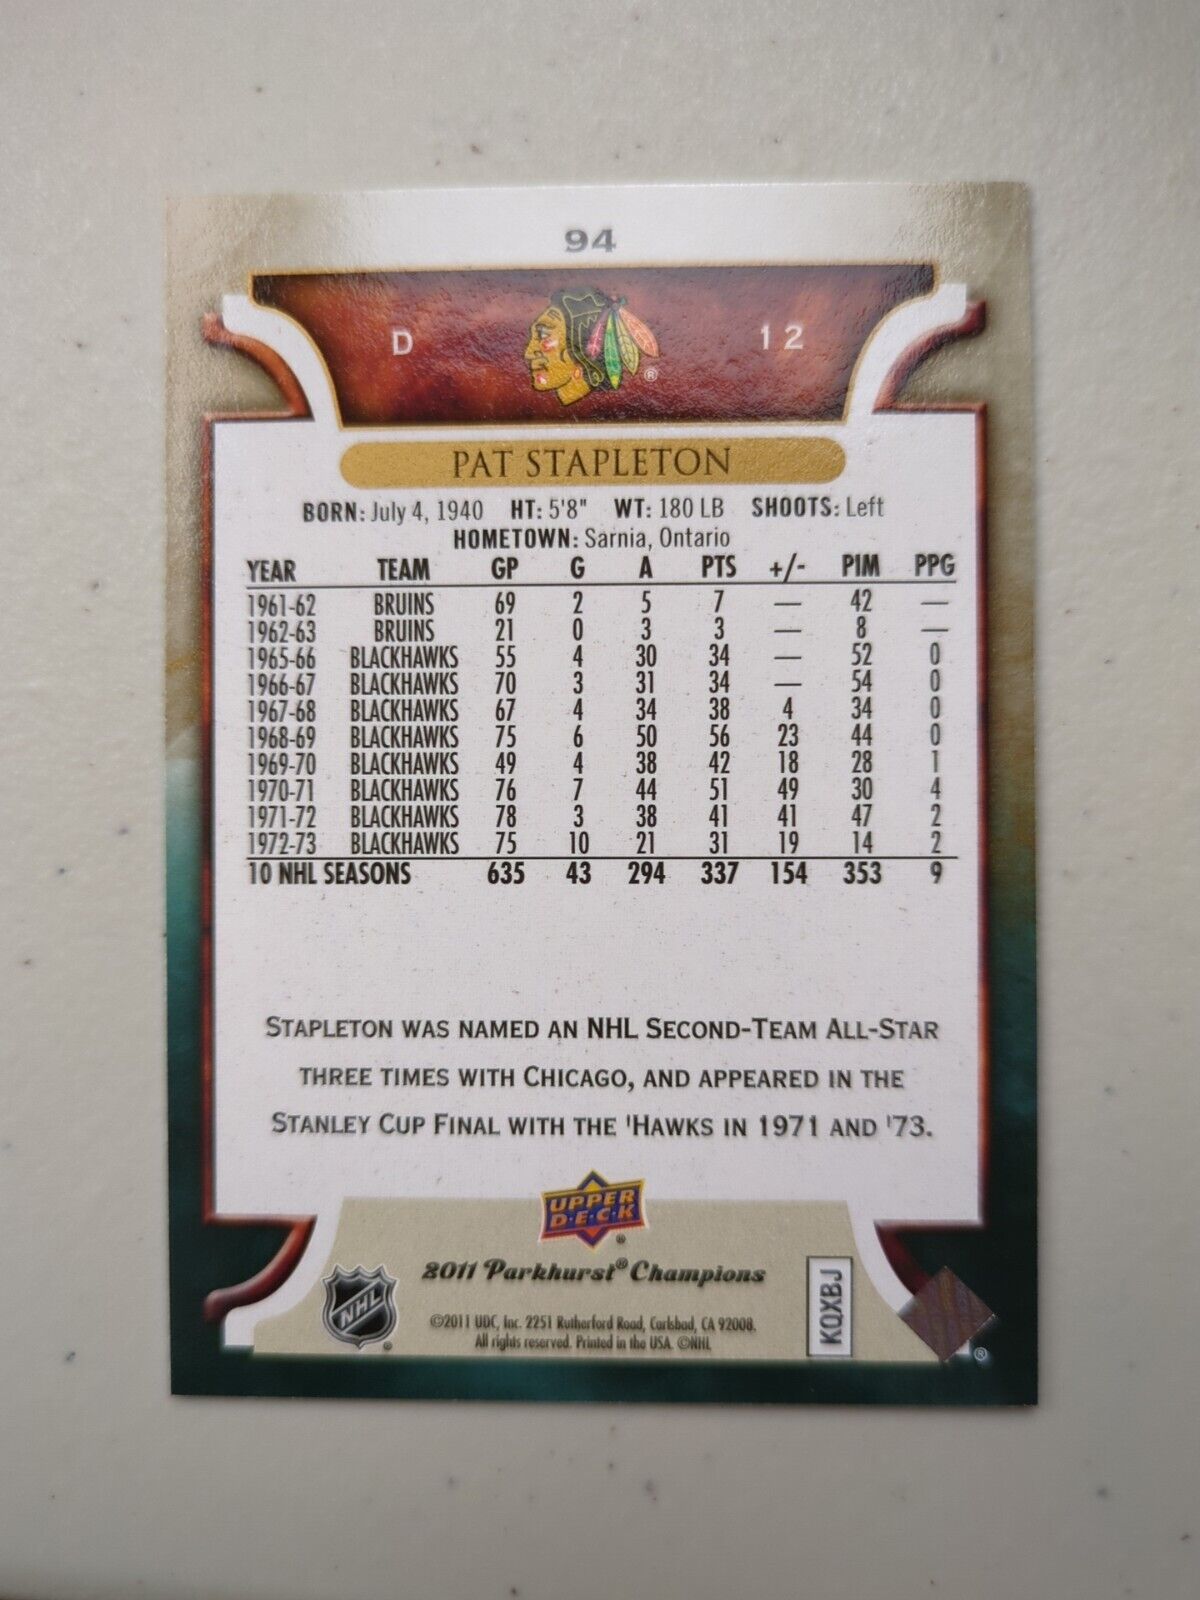 94
D 12
®
PAT STAPLETON
BORN: July 4, 1940 HT: 5'8" WT: 180 LB SHOOTS: Left
HOMETOWN: Sarnia, Ontario
YEAR TEAM GP G A PTS +/- PIM PPG
1961-62 BRUINS 69 2 5 7 — 42 —
1962-63 BRUINS 21 0 3 3 — 8 —
1965-66 BLACKHAWKS 55 4 30 34 — 52 0
1966-67 BLACKHAWKS 70 3 31 34 — 54 0
1967-68 BLACKHAWKS 67 4 34 38 4 34 0
1968-69 BLACKHAWKS 75 6 50 56 23 44 0
1969-70 BLACKHAWKS 49 4 38 42 18 28 1
1970-71 BLACKHAWKS 76 7 44 51 49 30 4
1971-72 BLACKHAWKS 78 3 38 41 41 47 2
1972-73 BLACKHAWKS 75 10 21 31 19 14 2
10 NHL SEASONS 635 43 294 337 154 353 9
STAPLETON WAS NAMED AN NHL SECOND-TEAM ALL-STAR
THREE TIMES WITH CHICAGO, AND APPEARED IN THE
STANLEY CUP FINAL WITH THE 'HAWKS IN 1971 AND '73.
UPPER
D·E·C·K
®
2011 Parkhurst® Champions
NHL
®
©2011 UDC, Inc. 2251 Rutherford Road, Carlsbad, CA 92008.
All rights reserved. Printed in the USA. ©NHL
KQXBJ
®